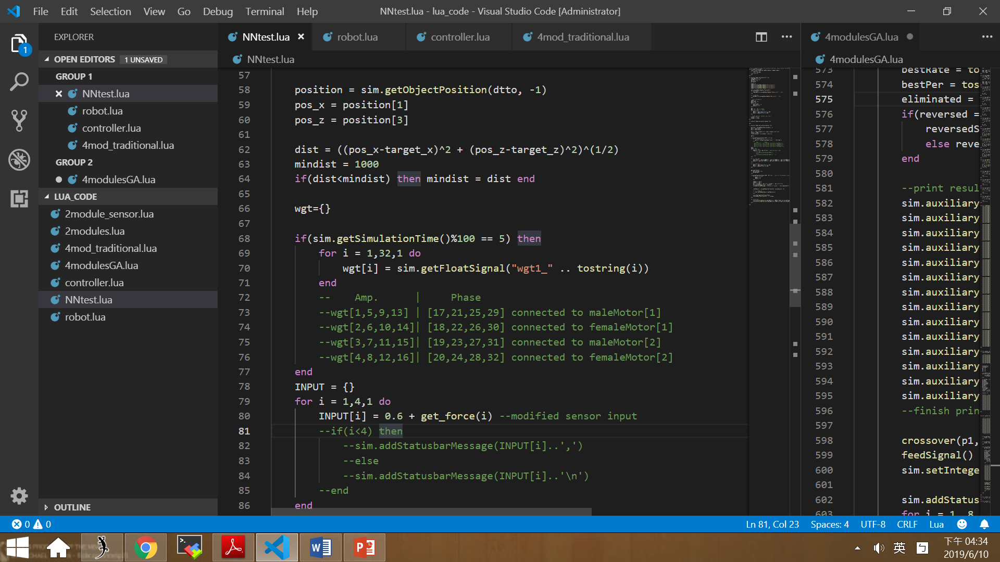 File Edit Selection View Go Debug Terminal Help
NNtest.lua - lua_code - Visual Studio Code [Administrator]
EXPLORER
1
OPEN EDITORS 1 UNSAVED
GROUP 1
NNtest.lua
robot.lua
controller.lua
4mod_traditional.lua
GROUP 2
4modulesGA.lua
LUA_CODE
2module_sensor.lua
2modules.lua
4mod_traditional.lua
4modulesGA.lua
controller.lua
NNtest.lua
robot.lua
OUTLINE
NNtest.lua robot.lua controller.lua 4mod_traditional.lua
NNtest.lua
57
58 position = sim.getObjectPosition(dtto, -1)
59 pos_x = position[1]
60 pos_z = position[3]
61
62 dist = ((pos_x-target_x)^2 + (pos_z-target_z)^2)^(1/2)
63 mindist = 1000
64 if(dist<mindist) then mindist = dist end
65
66 wgt={}
67
68 if(sim.getSimulationTime()%100 == 5) then
69 for i = 1,32,1 do
70 wgt[i] = sim.getFloatSignal("wgt1_" .. tostring(i))
71 end
72 -- Amp. | Phase
73 --wgt[1,5,9,13] | [17,21,25,29] connected to maleMotor[1]
74 --wgt[2,6,10,14]| [18,22,26,30] connected to femaleMotor[1]
75 --wgt[3,7,11,15]| [19,23,27,31] connected to maleMotor[2]
76 --wgt[4,8,12,16]| [20,24,28,32] connected to femaleMotor[2]
77 end
78 INPUT = {}
79 for i = 1,4,1 do
80 INPUT[i] = 0.6 + get_force(i) --modified sensor input
81 --if(i<4) then
82 --sim.addStatusbarMessage(INPUT[i]..',')
83 --else
84 --sim.addStatusbarMessage(INPUT[i]..'\n')
85 --end
86 end
4modulesGA.lua
4modulesGA.lua
573 bestRate = to
574 bestPer = tos
575 eliminated =
576 if(reversed =
577 reversedS
578 else reve
579 end
580
581 --print resul
582 sim.auxiliary
583 sim.auxiliary
584 sim.auxiliary
585 sim.auxiliary
586 sim.auxiliary
587 sim.auxiliary
588 sim.auxiliary
589 sim.auxiliary
590 sim.auxiliary
591 sim.auxiliary
592 sim.auxiliary
593 sim.auxiliary
594 sim.auxiliary
595 sim.auxiliary
596 --finish prin
597
598 crossover(p1,
599 feedSignal()
600 sim.setIntege
601
602 sim.addStatus
603 for i = 1, 8
0 0
Ln 81, Col 23 Spaces: 4 UTF-8 CRLF Lua
英 ㄅ
下午 04:34
2019/6/10